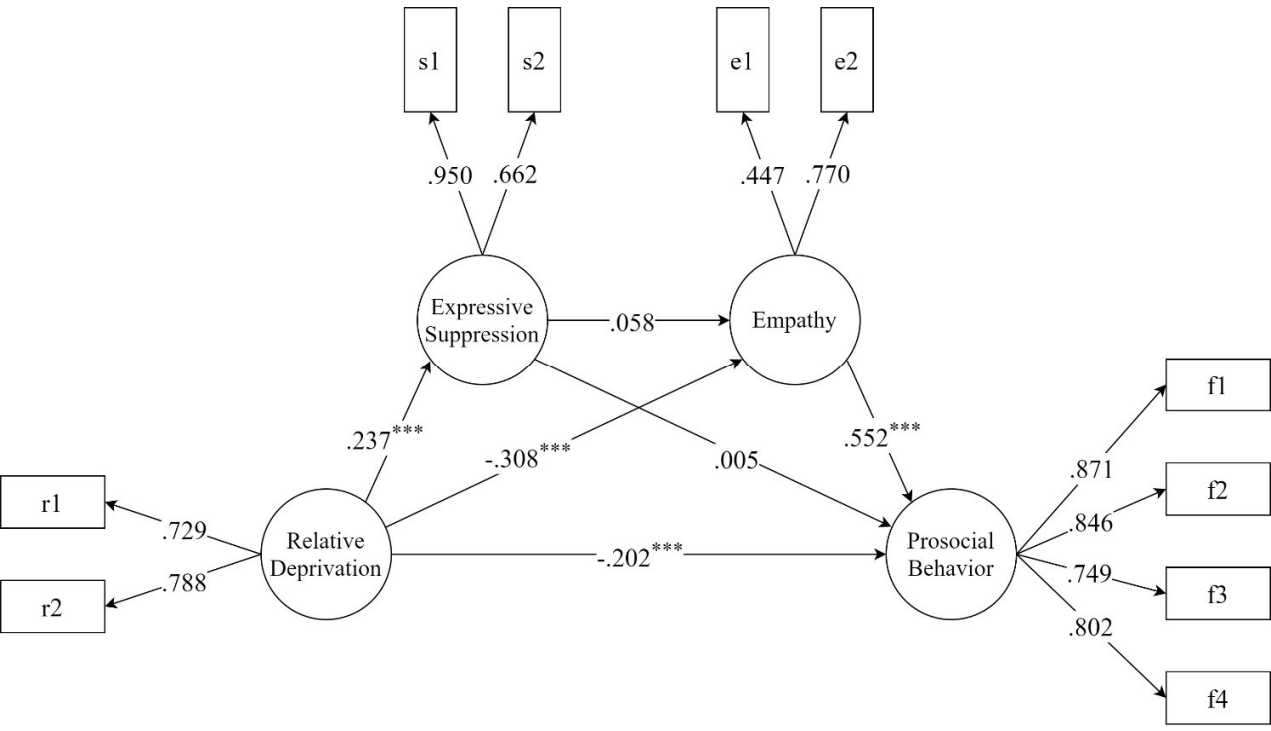 s1
s2
e1
e2
.950
.662
.447
.770
Expressive
Suppression
.058
Empathy
f1
.237***
-.308***
.005
.552***
.871
f2
r1
.729
Relative
Deprivation
-.202***
Prosocial
Behavior
.846
.749
f3
r2
.788
.802
f4